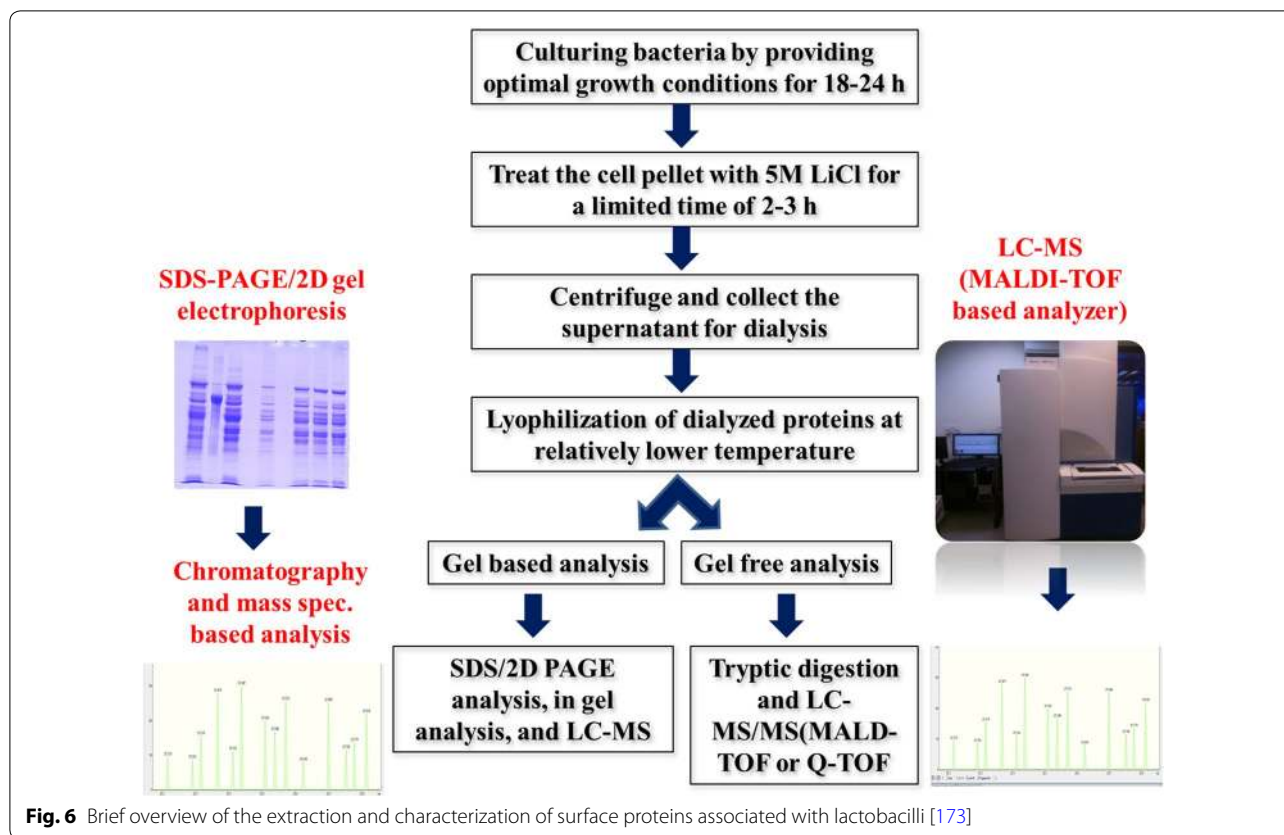 Culturing bacteria by providing
optimal growth conditions for 18-24 h
Treat the cell pellet with 5M LiCl for
a limited time of 2-3 h
Centrifuge and collect the
supernatant for dialysis
Lyophilization of dialyzed proteins at
relatively lower temperature
Gel based analysis
Gel free analysis
SDS/2D PAGE
analysis, in gel
analysis, and LC-MS
Tryptic digestion
and LC-
MS/MS(MALD-
TOF or Q-TOF
SDS-PAGE/2D gel
electrophoresis
Chromatography
and mass spec.
based analysis
LC-MS
(MALDI-TOF
based analyzer)
Fig. 6 Brief overview of the extraction and characterization of surface proteins associated with lactobacilli [173]